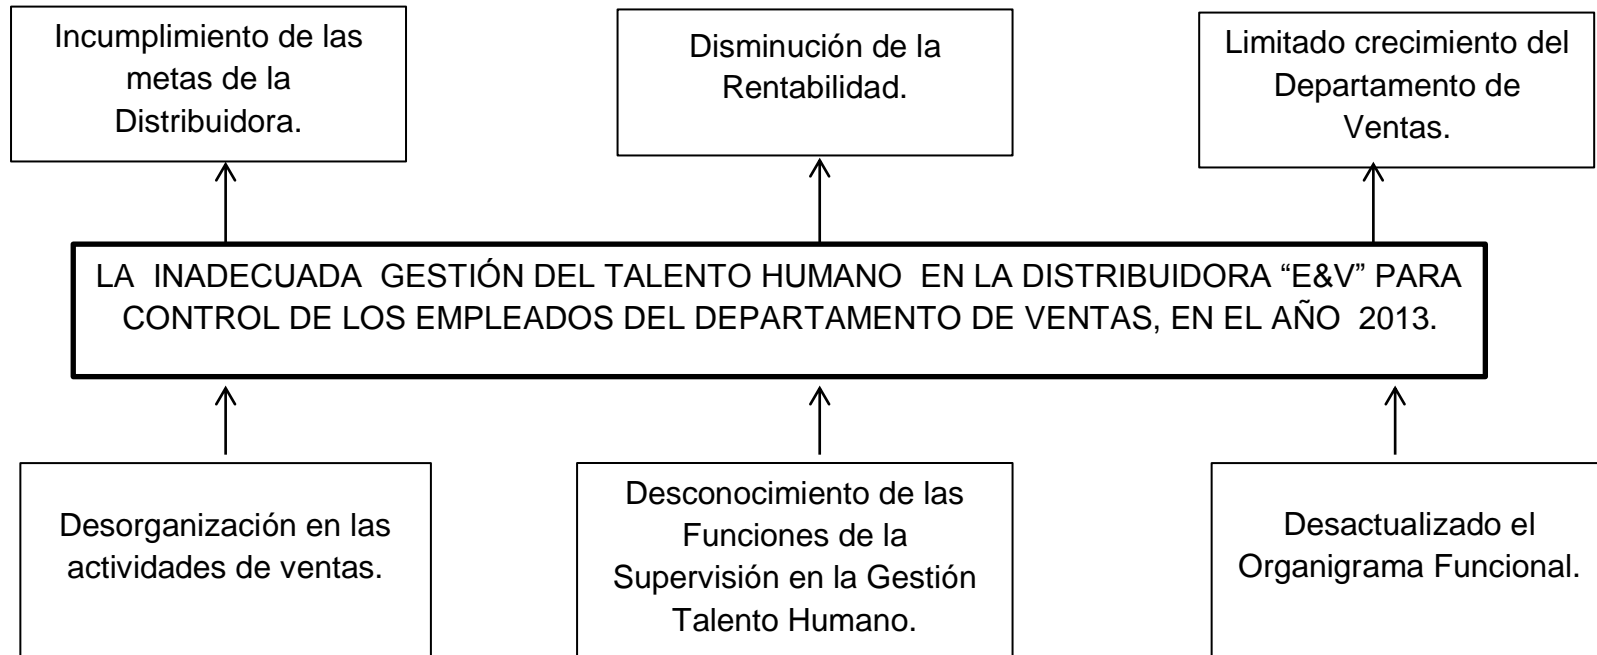 Incumplimiento de las
metas de la
Distribuidora.
Disminución de la
Rentabilidad.
Limitado crecimiento del
Departamento de
Ventas.
LA INADECUADA GESTIÓN DEL TALENTO HUMANO EN LA DISTRIBUIDORA “E&V” PARA
CONTROL DE LOS EMPLEADOS DEL DEPARTAMENTO DE VENTAS, EN EL AÑO 2013.
Desorganización en las
actividades de ventas.
Desconocimiento de las
Funciones de la
Supervisión en la Gestión
Talento Humano.
Desactualizado el
Organigrama Funcional.